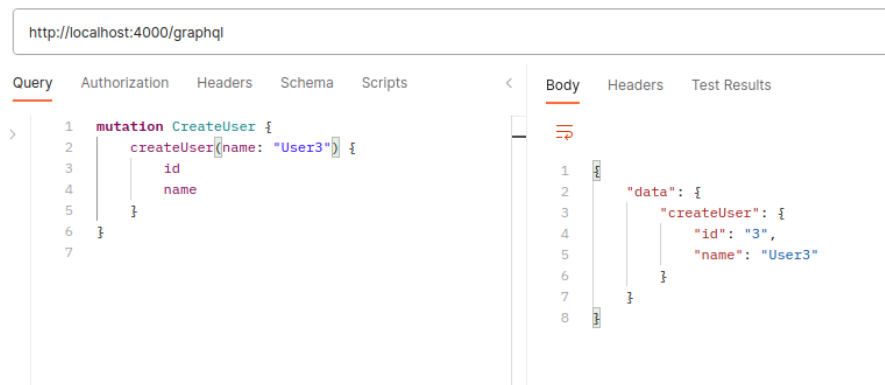 http://localhost:4000/graphql
Query Authorization Headers Schema Scripts
1 mutation CreateUser {
2 createUser(name: "User3") {
3 id
4 name
5 }
6 }
7
Body Headers Test Results
1 {
2 "data": {
3 "createUser": {
4 "id": "3",
5 "name": "User3"
6 }
7 }
8 }